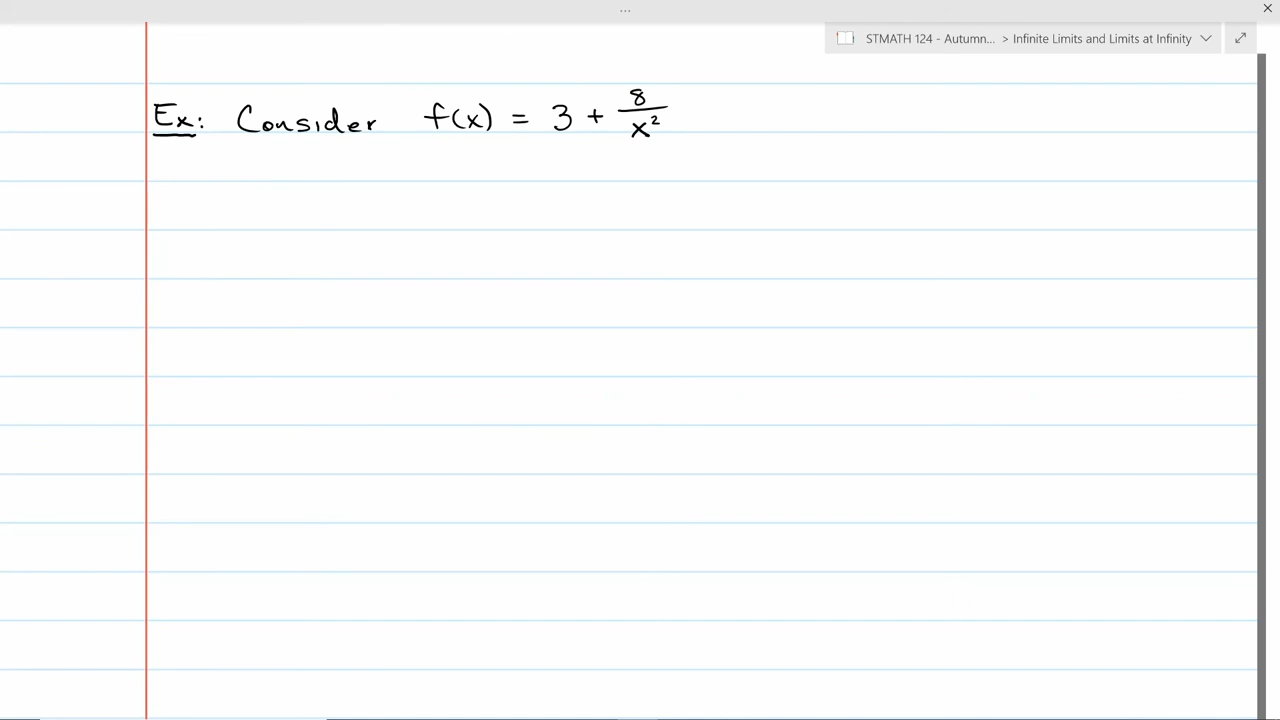 ...
STMATH 124 - Autumn... > Infinite Limits and Limits at Infinity
Ex: Consider f(x) = 3 + 8/x²